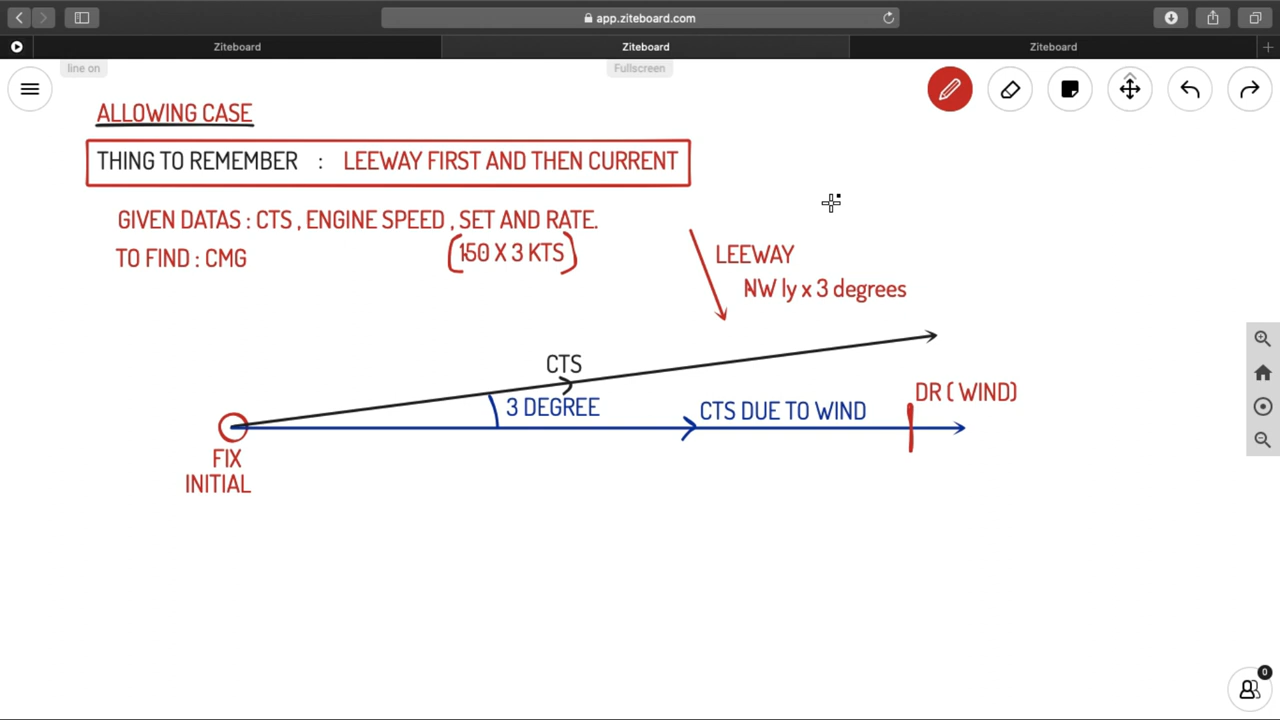 app.ziteboard.com
Ziteboard
Ziteboard
Ziteboard
line on
Fullscreen
ALLOWING CASE
THING TO REMEMBER : LEEWAY FIRST AND THEN CURRENT
GIVEN DATAS : CTS , ENGINE SPEED , SET AND RATE.
TO FIND : CMG
(150 X 3 KTS)
LEEWAY
NW ly x 3 degrees
CTS
3 DEGREE
CTS DUE TO WIND
DR ( WIND)
FIX
INITIAL
0